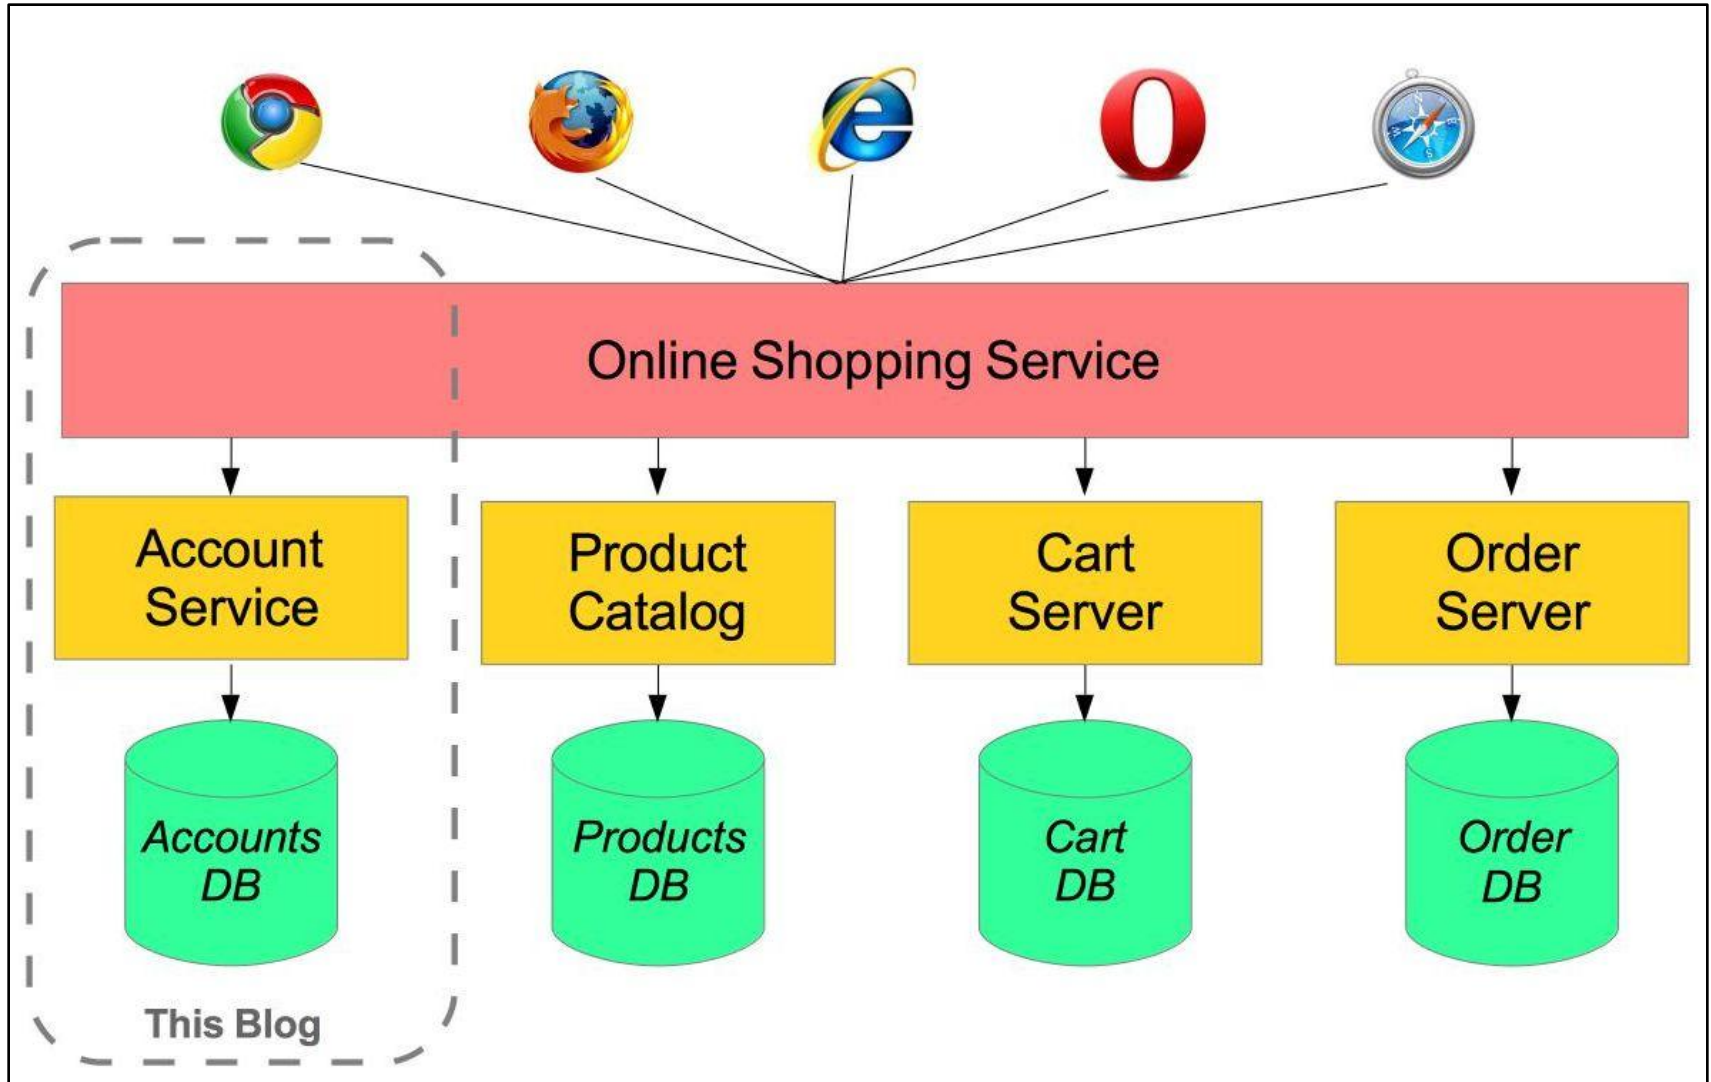 Online Shopping Service
Account
Service
Product
Catalog
Cart
Server
Order
Server
Accounts
DB
Products
DB
Cart
DB
Order
DB
This Blog